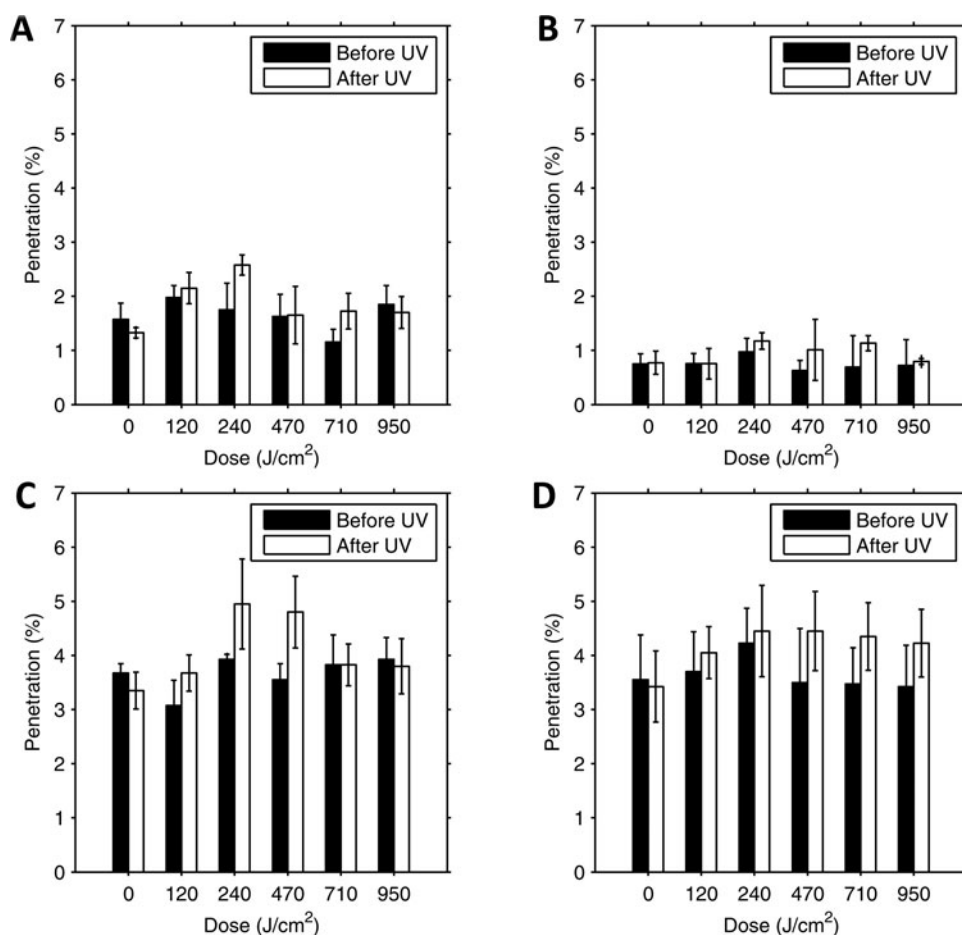 A
7
6
5
4
3
2
1
0
Penetration (%)
Before UV
After UV
0 120 240 470 710 950
Dose (J/cm²)
B
7
6
5
4
3
2
1
0
Penetration (%)
Before UV
After UV
0 120 240 470 710 950
Dose (J/cm²)
C
7
6
5
4
3
2
1
0
Penetration (%)
Before UV
After UV
0 120 240 470 710 950
Dose (J/cm²)
D
7
6
5
4
3
2
1
0
Penetration (%)
Before UV
After UV
0 120 240 470 710 950
Dose (J/cm²)